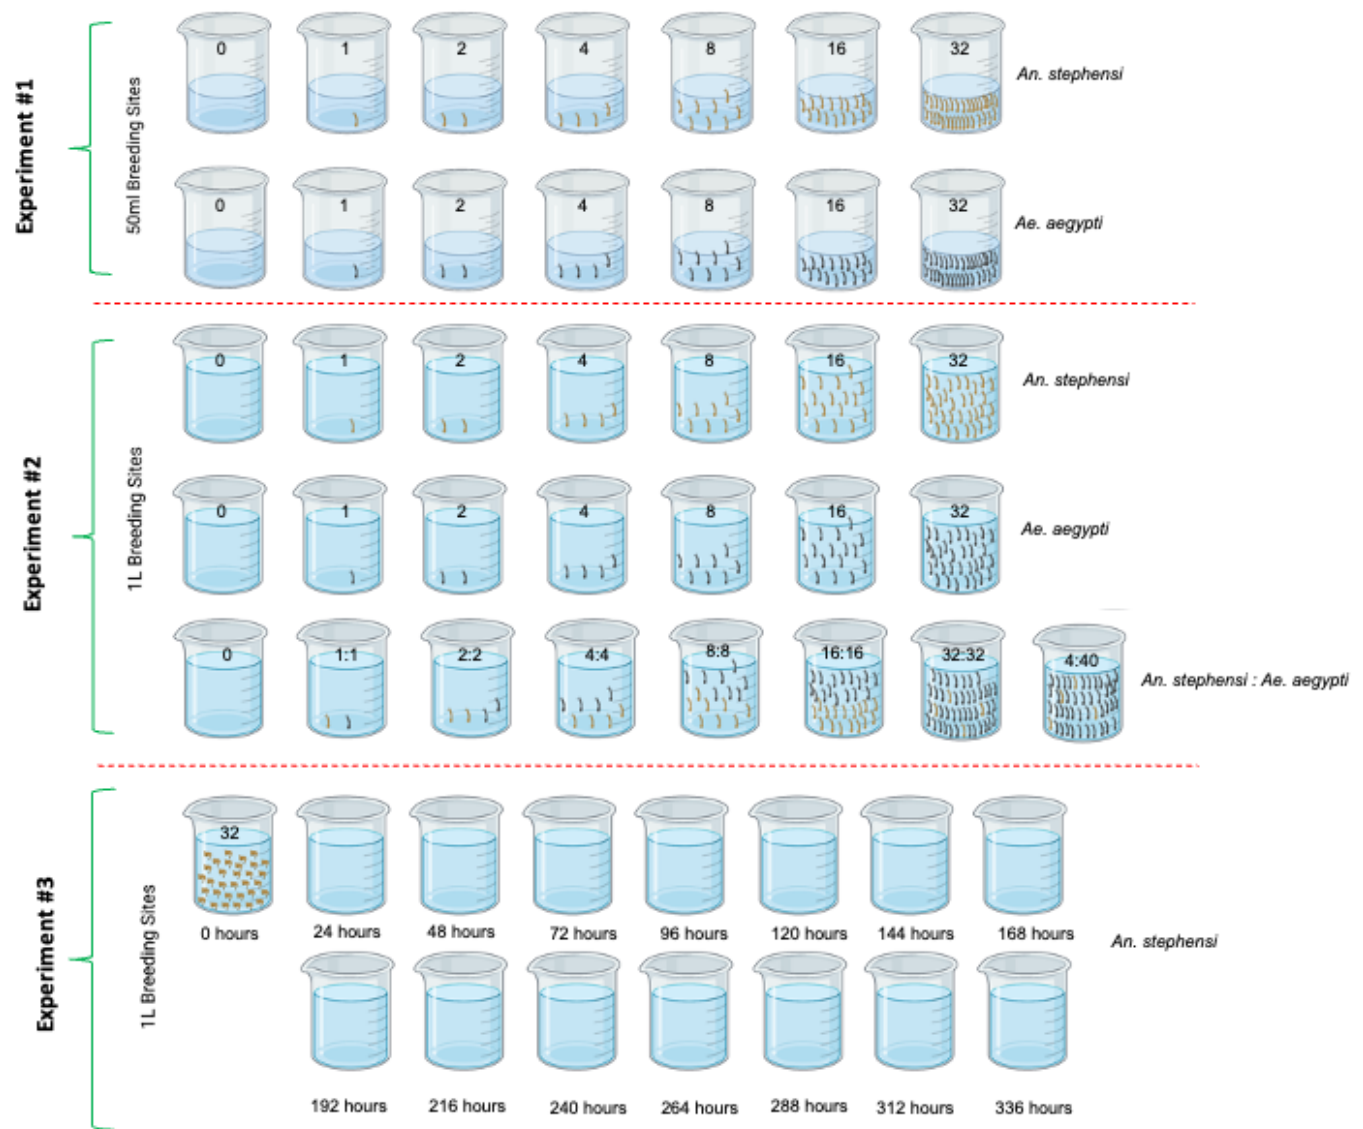 Experiment #1
50ml Breeding Sites
0 1 2 4 8 16 32
An. stephensi
0 1 2 4 8 16 32
Ae. aegypti
Experiment #2
1L Breeding Sites
0 1 2 4 8 16 32
An. stephensi
0 1 2 4 8 16 32
Ae. aegypti
0 1:1 2:2 4:4 8:8 16:16 32:32 4:40
An. stephensi : Ae. aegypti
Experiment #3
1L Breeding Sites
32
0 hours 24 hours 48 hours 72 hours 96 hours 120 hours 144 hours 168 hours
An. stephensi
192 hours 216 hours 240 hours 264 hours 288 hours 312 hours 336 hours